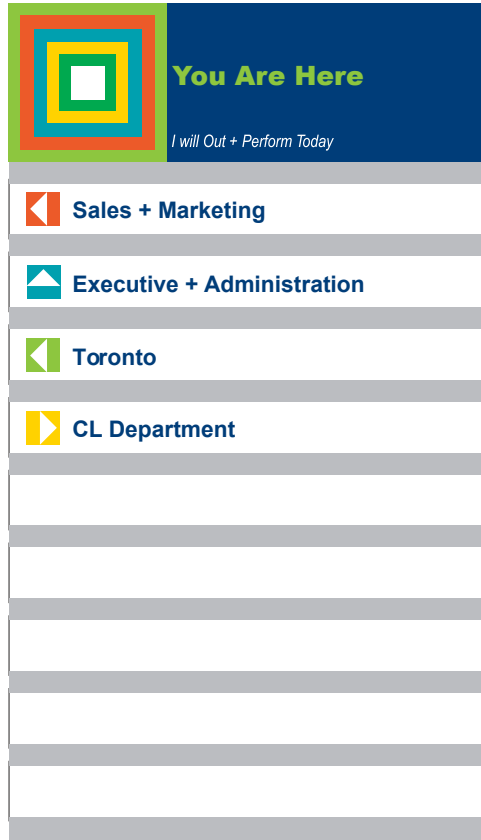 You Are Here
I will Out + Perform Today
Sales + Marketing
Executive + Administration
Toronto
CL Department